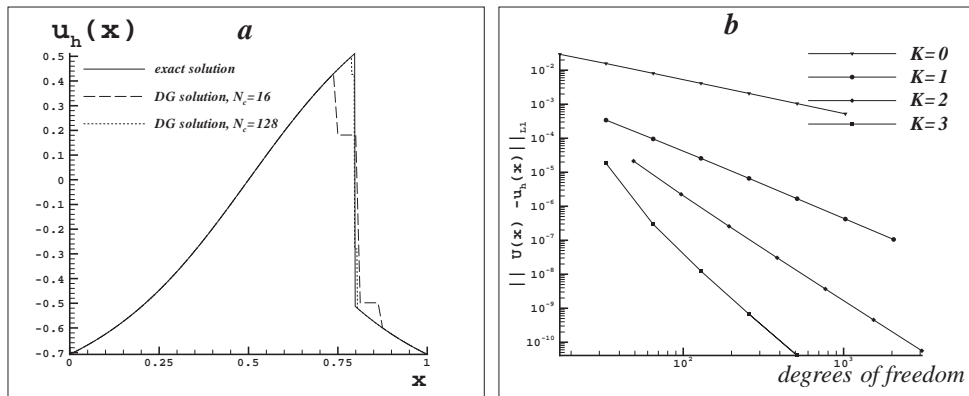 a
u_h(x)
exact solution
DG solution, N_c=16
DG solution, N_c=128
0.5
0.4
0.3
0.2
0.1
-0.0
-0.1
-0.2
-0.3
-0.4
-0.5
-0.6
-0.7
0
0.25
0.5
0.75
1
x
b
K=0
K=1
K=2
K=3
|| U(x) -u_h(x)||_L1
10^-2
10^-3
10^-4
10^-5
10^-6
10^-7
10^-8
10^-9
10^-10
10^2
10^3
degrees of freedom